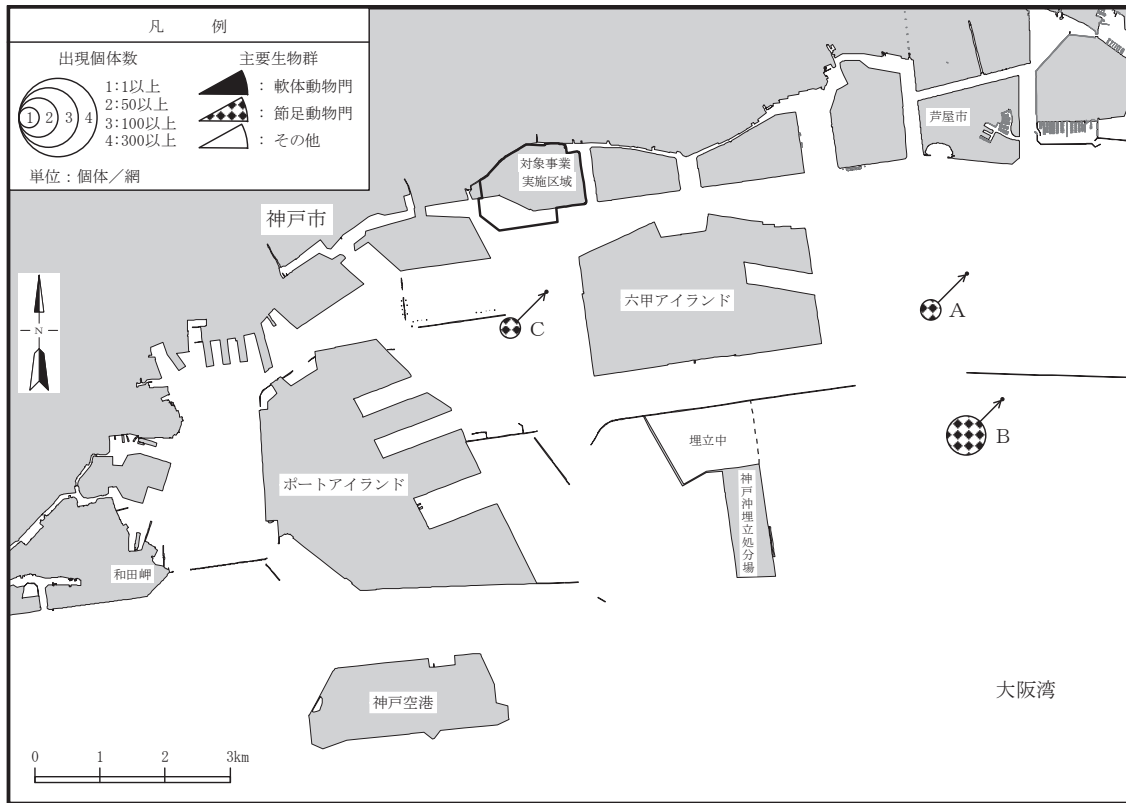 凡 例
出現個体数
1 2 3 4
1:1以上
2:50以上
3:100以上
4:300以上
単位：個体／網
主要生物群
：軟体動物門
：節足動物門
：その他
芦屋市
対象事業
実施区域
神戸市
N
六甲アイランド
A
C
B
埋立中
ポートアイランド
神戸沖埋立処分場
和田岬
神戸空港
大阪湾
0 1 2 3km